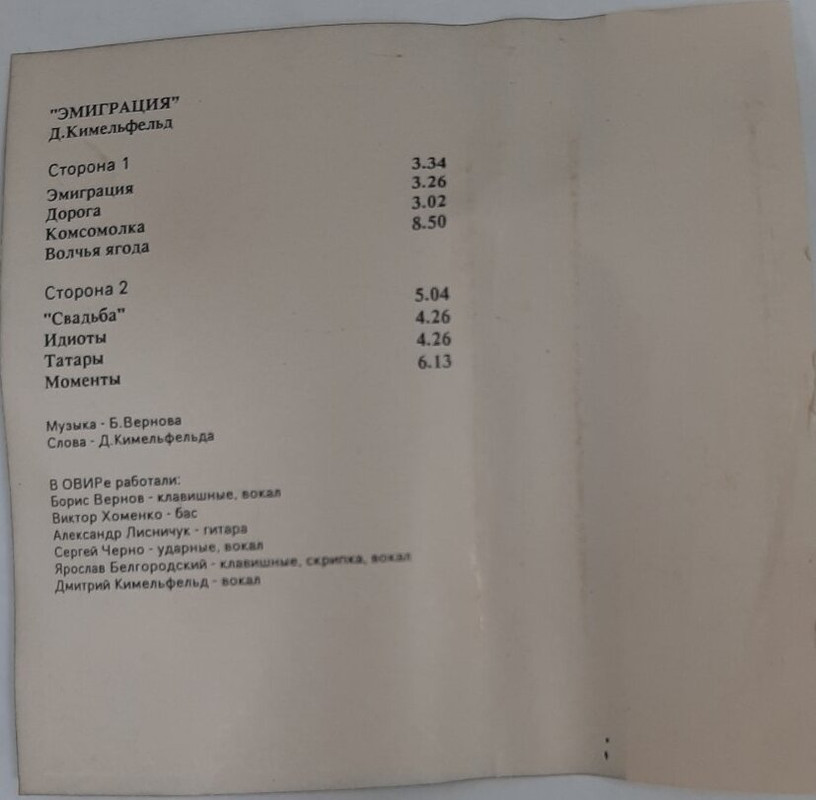 "ЭМИГРАЦИЯ"
Д.Кимельфельд
Сторона 1
Эмиграция 3.34
Дорога 3.26
Комсомолка 3.02
Волчья ягода 8.50
Сторона 2
"Свадьба" 5.04
Идиоты 4.26
Татары 4.26
Моменты 6.13
Музыка - Б.Вернова
Слова - Д.Кимельфельда
В ОВИРе работали:
Борис Вернов - клавишные, вокал
Виктор Хоменко - бас
Александр Лисничук - гитара
Сергей Черно - ударные, вокал
Ярослав Белгородский - клавишные, скрипка, вокал
Дмитрий Кимельфельд - вокал